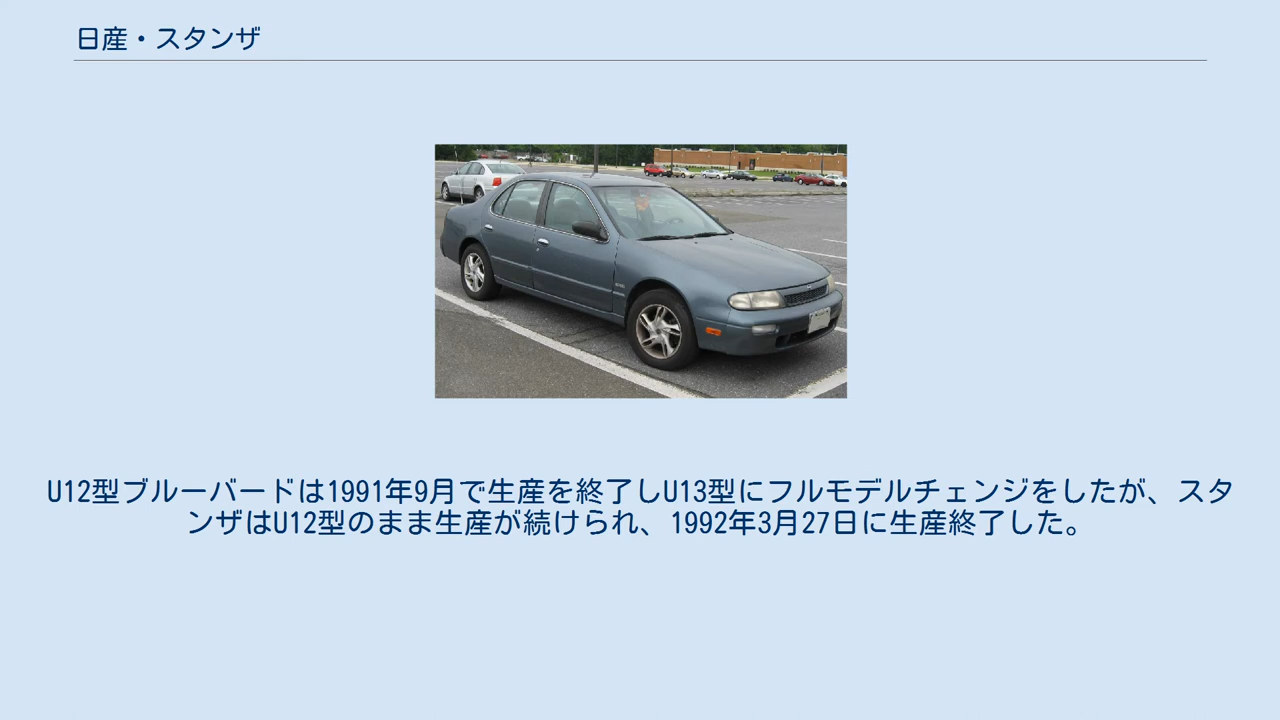 日産・スタンザ
U12型ブルーバードは1991年9月で生産を終了しU13型にフルモデルチェンジをしたが、スタ
ンザはU12型のまま生産が続けられ、1992年3月27日に生産終了した。